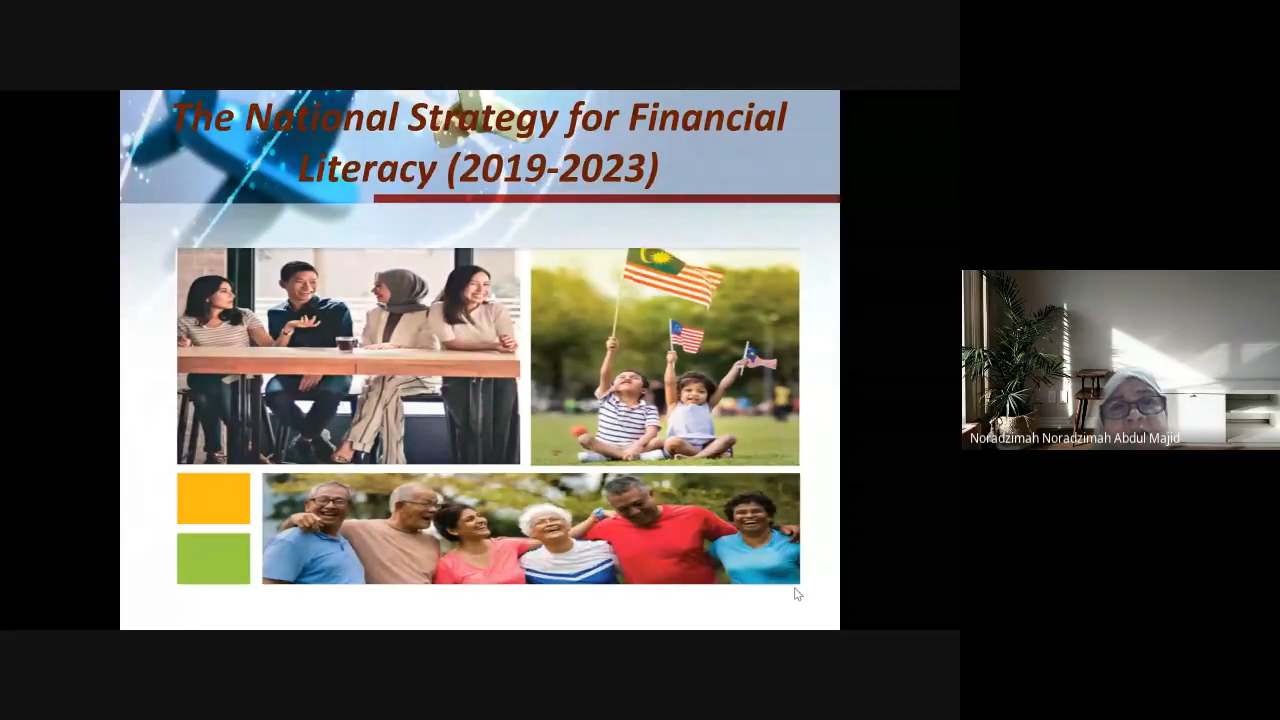 The National Strategy for Financial
Literacy (2019-2023)
Noradzimah Noradzimah Abdul Majid